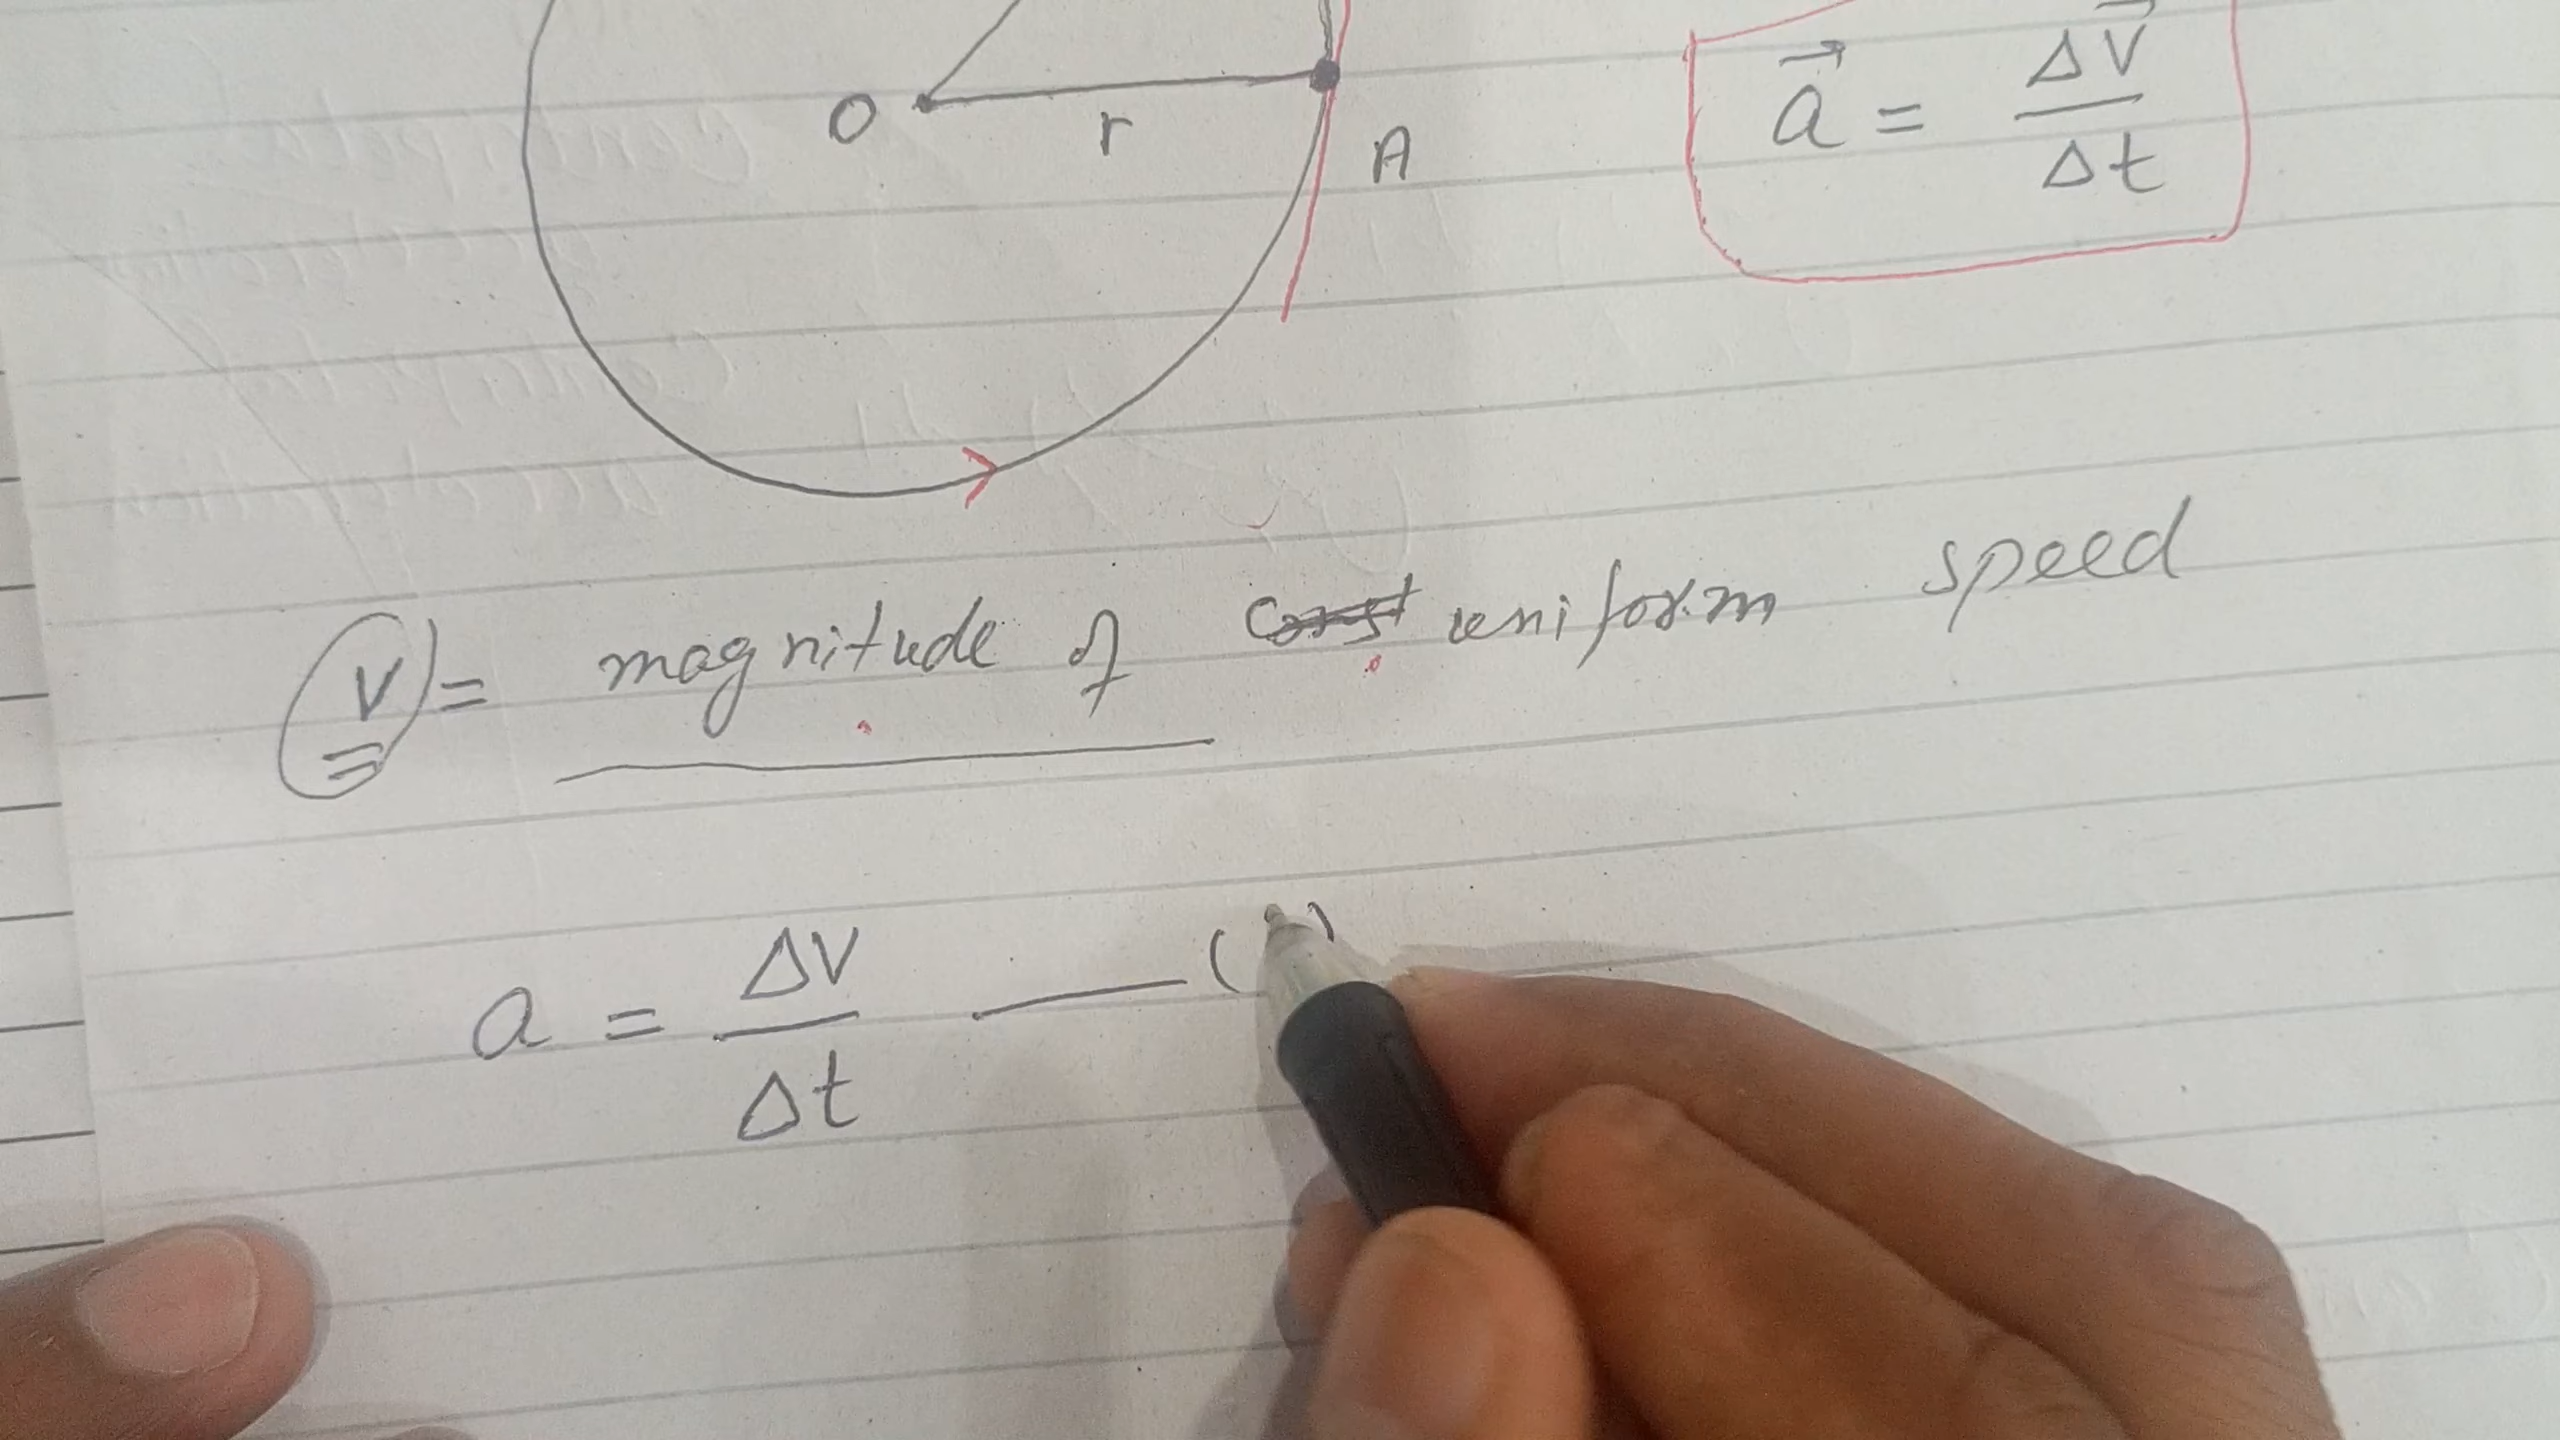 O r A
a⃗ = Δv⃗ / Δt
v = magnitude of uniform speed
a = Δv / Δt —( )